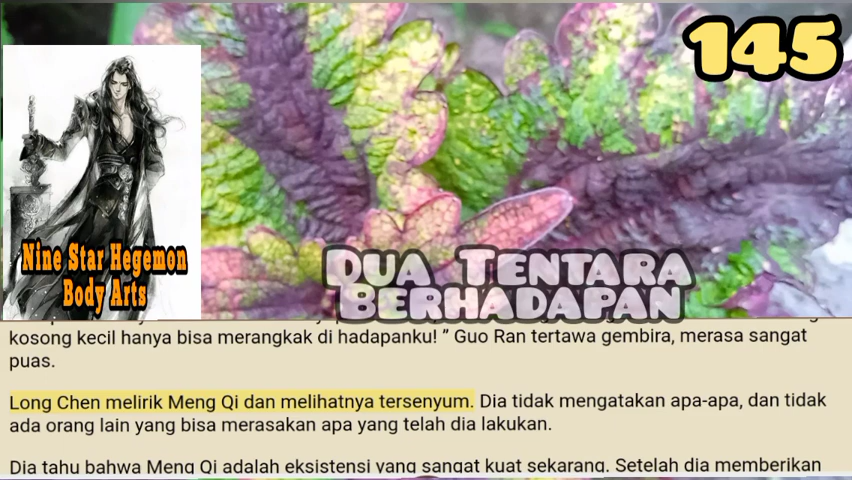 145
Nine Star Hegemon
Body Arts
DUA TENTARA
BERHADAPAN
kosong kecil hanya bisa merangkak di hadapanku! ” Guo Ran tertawa gembira, merasa sangat
puas.
Long Chen melirik Meng Qi dan melihatnya tersenyum. Dia tidak mengatakan apa-apa, dan tidak
ada orang lain yang bisa merasakan apa yang telah dia lakukan.
Dia tahu bahwa Meng Qi adalah eksistensi yang sangat kuat sekarang. Setelah dia memberikan